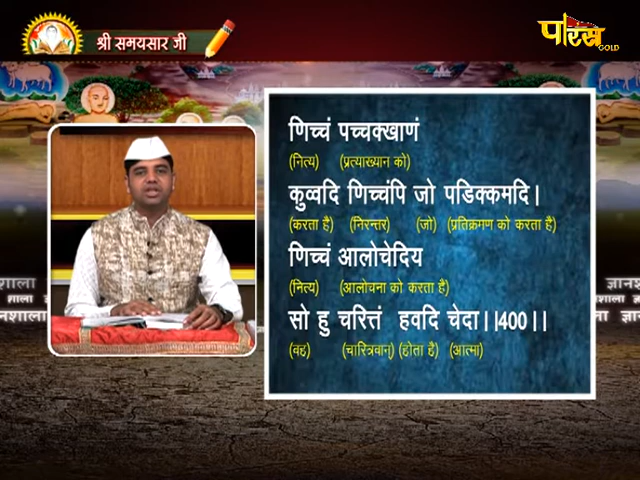 श्री समयसार जी
पारस
GOLD
णिच्चं पच्चक्खाणं
(नित्य) (प्रत्याख्यान को)
कुव्वदि णिच्चंपि जो पडिक्कमदि।
(करता है) (निरन्तर) (जो) (प्रतिक्रमण को करता है)
णिच्चं आलोचेदिय
(नित्य) (आलोचना को करता है)
सो हु चरित्तं हवदि चेदा।।400।।
(वह) (चारित्रवान्) (होता है) (आत्मा)
ज्ञानशाला